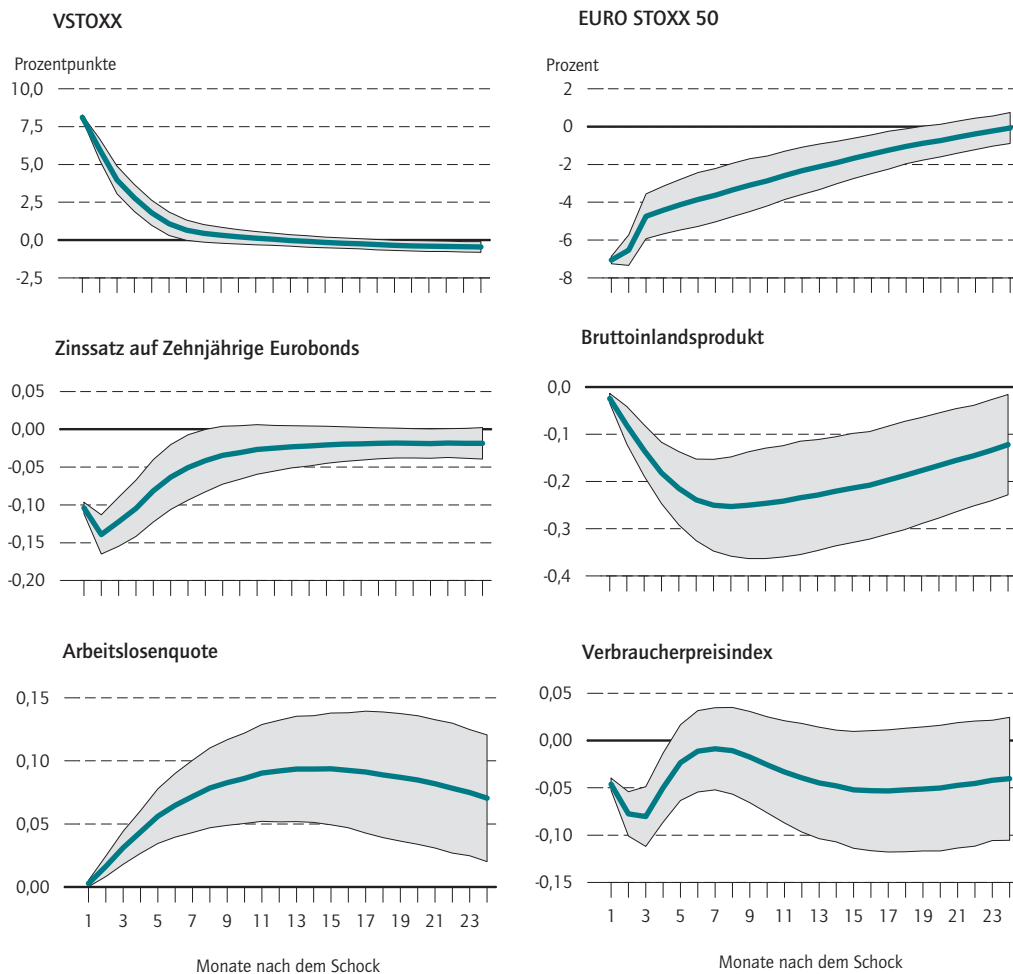 VSTOXX
Prozentpunkte
10,0
7,5
5,0
2,5
0,0
-2,5
EURO STOXX 50
Prozent
2
0
-2
-4
-6
-8
Zinssatz auf Zehnjährige Eurobonds
0,05
0,00
-0,05
-0,10
-0,15
-0,20
Bruttoinlandsprodukt
0,0
-0,1
-0,2
-0,3
-0,4
Arbeitslosenquote
0,15
0,10
0,05
0,00
1 3 5 7 9 11 13 15 17 19 21 23
Monate nach dem Schock
Verbraucherpreisindex
0,05
0,00
-0,05
-0,10
-0,15
1 3 5 7 9 11 13 15 17 19 21 23
Monate nach dem Schock